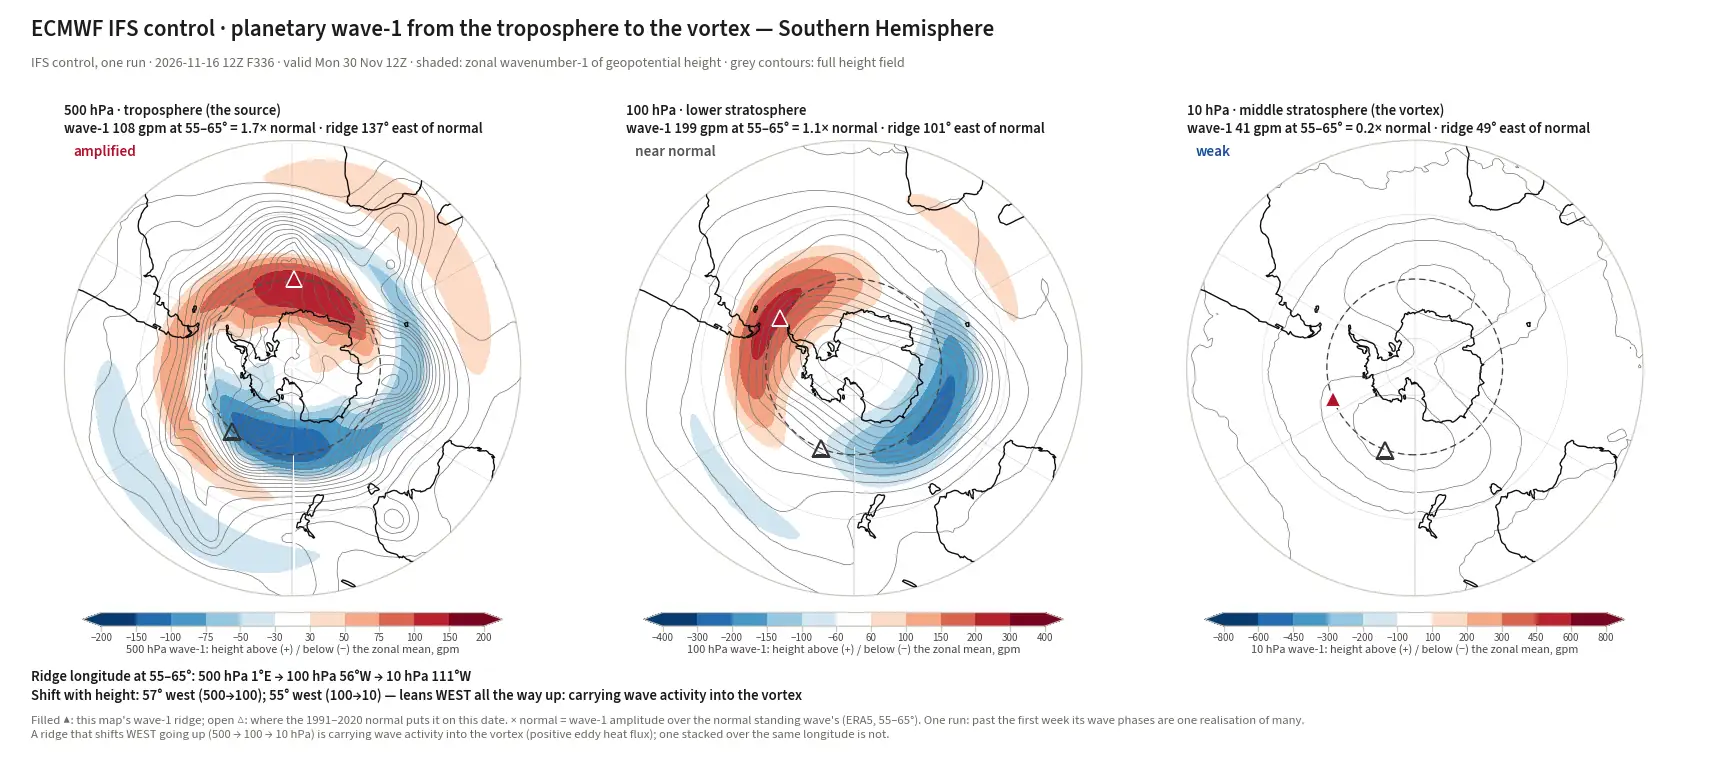 ECMWF IFS control · planetary wave-1 from the troposphere to the vortex — Southern Hemisphere
IFS control, one run · 2026-11-16 12Z F336 · valid Mon 30 Nov 12Z · shaded: zonal wavenumber-1 of geopotential height · grey contours: full height field
500 hPa · troposphere (the source)
wave-1 108 gpm at 55–65° = 1.7× normal · ridge 137° east of normal
amplified
100 hPa · lower stratosphere
wave-1 199 gpm at 55–65° = 1.1× normal · ridge 101° east of normal
near normal
10 hPa · middle stratosphere (the vortex)
wave-1 41 gpm at 55–65° = 0.2× normal · ridge 49° east of normal
weak
−200 −150 −100 −75 −50 −30 30 50 75 100 150 200
500 hPa wave-1: height above (+) / below (−) the zonal mean, gpm
−400 −300 −200 −150 −100 −60 60 100 150 200 300 400
100 hPa wave-1: height above (+) / below (−) the zonal mean, gpm
−800 −600 −450 −300 −200 −100 100 200 300 450 600 800
10 hPa wave-1: height above (+) / below (−) the zonal mean, gpm
Ridge longitude at 55–65°: 500 hPa 1°E → 100 hPa 56°W → 10 hPa 111°W
Shift with height: 57° west (500→100); 55° west (100→10) — leans WEST all the way up: carrying wave activity into the vortex
Filled ▲: this map's wave-1 ridge; open △: where the 1991–2020 normal puts it on this date. × normal = wave-1 amplitude over the normal standing wave's (ERA5, 55–65°). One run: past the first week its wave phases are one realisation of many.
A ridge that shifts WEST going up (500 → 100 → 10 hPa) is carrying wave activity into the vortex (positive eddy heat flux); one stacked over the same longitude is not.